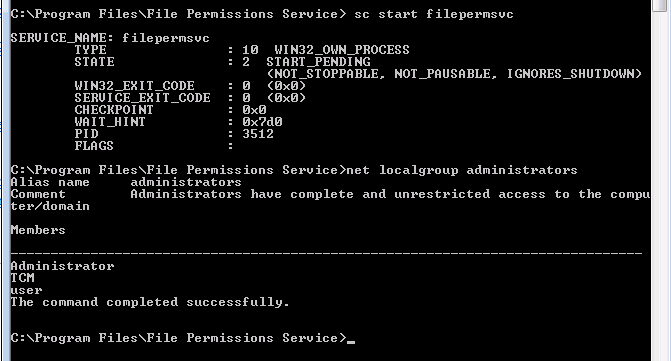 C:\Program Files\File Permissions Service> sc start filepermsvc
SERVICE_NAME: filepermsvc
TYPE : 10 WIN32_OWN_PROCESS
STATE : 2 START_PENDING
(NOT_STOPPABLE, NOT_PAUSABLE, IGNORES_SHUTDOWN)
WIN32_EXIT_CODE : 0 (0x0)
SERVICE_EXIT_CODE : 0 (0x0)
CHECKPOINT : 0x0
WAIT_HINT : 0x7d0
PID : 3512
FLAGS :
C:\Program Files\File Permissions Service>net localgroup administrators
Alias name administrators
Comment Administrators have complete and unrestricted access to the compu
ter/domain
Members
-------------------------------------------------------------------------------
Administrator
TCM
user
The command completed successfully.
C:\Program Files\File Permissions Service>_